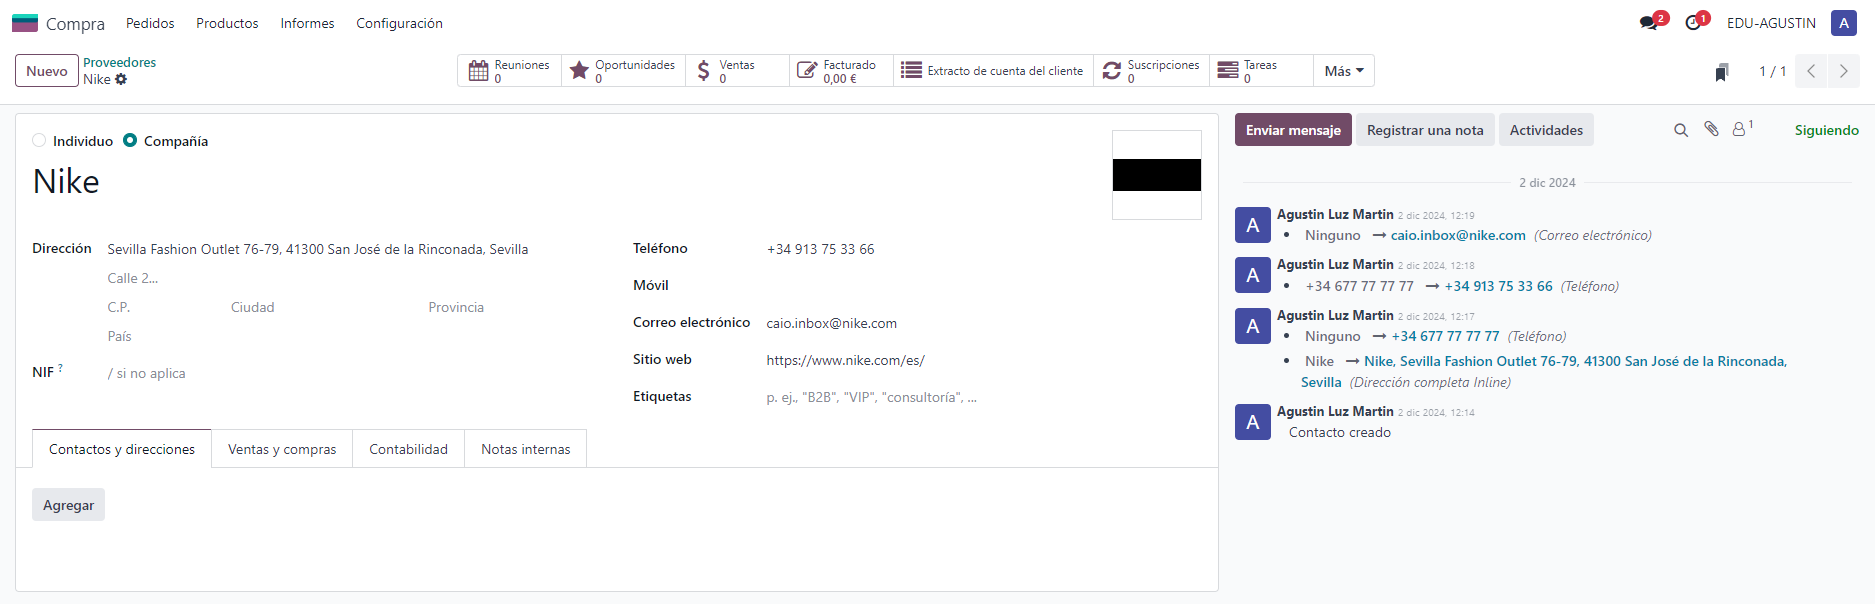 Compra Pedidos Productos Informes Configuración 2 1 EDU-AGUSTIN A
Nuevo
Proveedores
Nike
Reuniones
0
Oportunidades
0
Ventas
0
Facturado
0,00 €
Extracto de cuenta del cliente
Suscripciones
0
Tareas
0
Más
1 / 1
Individuo Compañía
Nike
Dirección Sevilla Fashion Outlet 76-79, 41300 San José de la Rinconada, Sevilla
Calle 2...
C.P. Ciudad Provincia
País
NIF ? / si no aplica
Teléfono +34 913 75 33 66
Móvil
Correo electrónico caio.inbox@nike.com
Sitio web https://www.nike.com/es/
Etiquetas p. ej., "B2B", "VIP", "consultoría", ...
Contactos y direcciones Ventas y compras Contabilidad Notas internas
Agregar
Enviar mensaje Registrar una nota Actividades 1 Siguiendo
2 dic 2024
A Agustin Luz Martin 2 dic 2024, 12:19
• Ninguno → caio.inbox@nike.com (Correo electrónico)
A Agustin Luz Martin 2 dic 2024, 12:18
• +34 677 77 77 77 → +34 913 75 33 66 (Teléfono)
A Agustin Luz Martin 2 dic 2024, 12:17
• Ninguno → +34 677 77 77 77 (Teléfono)
• Nike → Nike, Sevilla Fashion Outlet 76-79, 41300 San José de la Rinconada,
Sevilla (Dirección completa Inline)
A Agustin Luz Martin 2 dic 2024, 12:14
Contacto creado